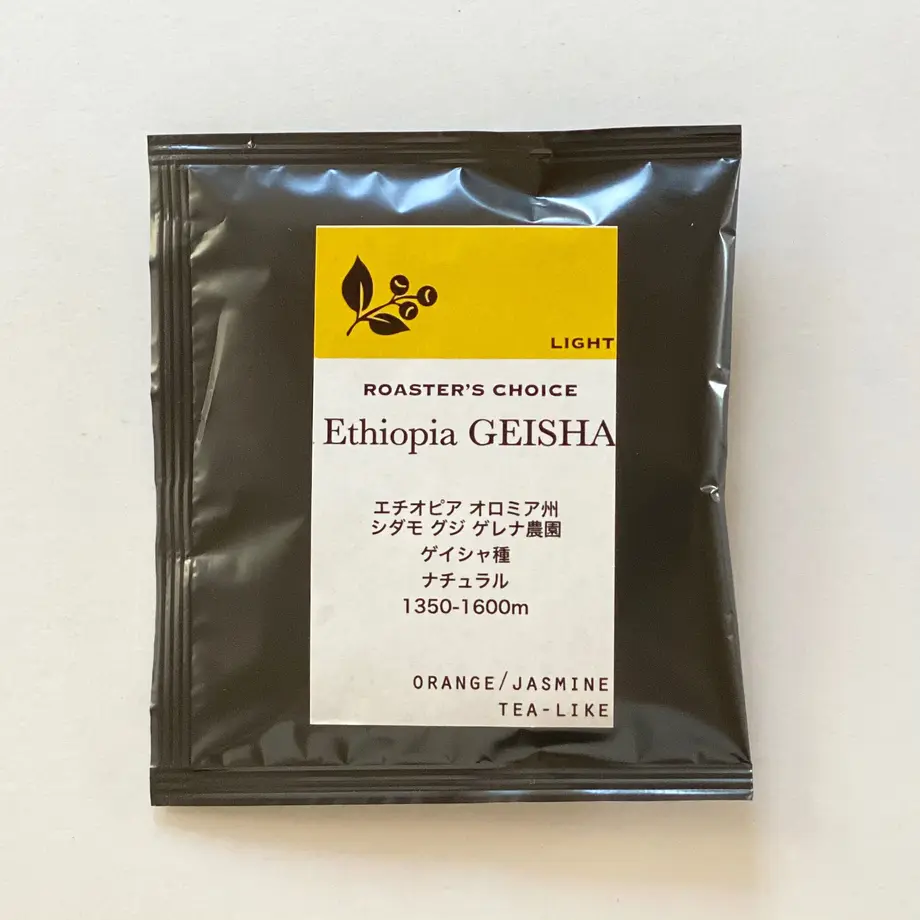 LIGHT
ROASTER'S CHOICE
Ethiopia GEISHA
エチオピア オロミア州
シダモ グジ ゲレナ農園
ゲイシャ種
ナチュラル
1350-1600m
ORANGE/JASMINE
TEA-LIKE